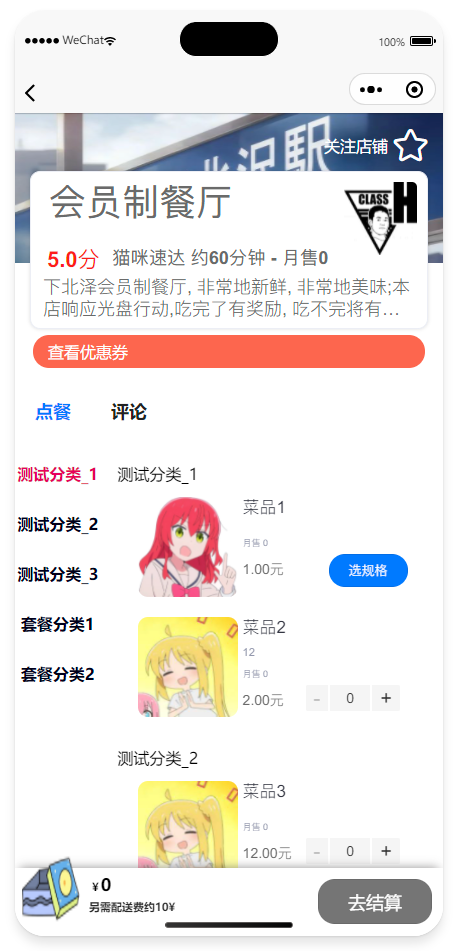 WeChat
100%
北沢駅
关注店铺
CLASS H
会员制餐厅
5.0分 猫咪速达 约60分钟 - 月售0
下北泽会员制餐厅, 非常地新鲜, 非常地美味;本
店响应光盘行动,吃完了有奖励, 吃不完将有…
查看优惠券
点餐 评论
测试分类_1
测试分类_2
测试分类_3
套餐分类1
套餐分类2
测试分类_1
菜品1
月售 0
1.00元
选规格
菜品2
12
月售 0
2.00元
- 0 +
测试分类_2
菜品3
月售 0
12.00元
- 0 +
¥0
另需配送费约10¥
去结算